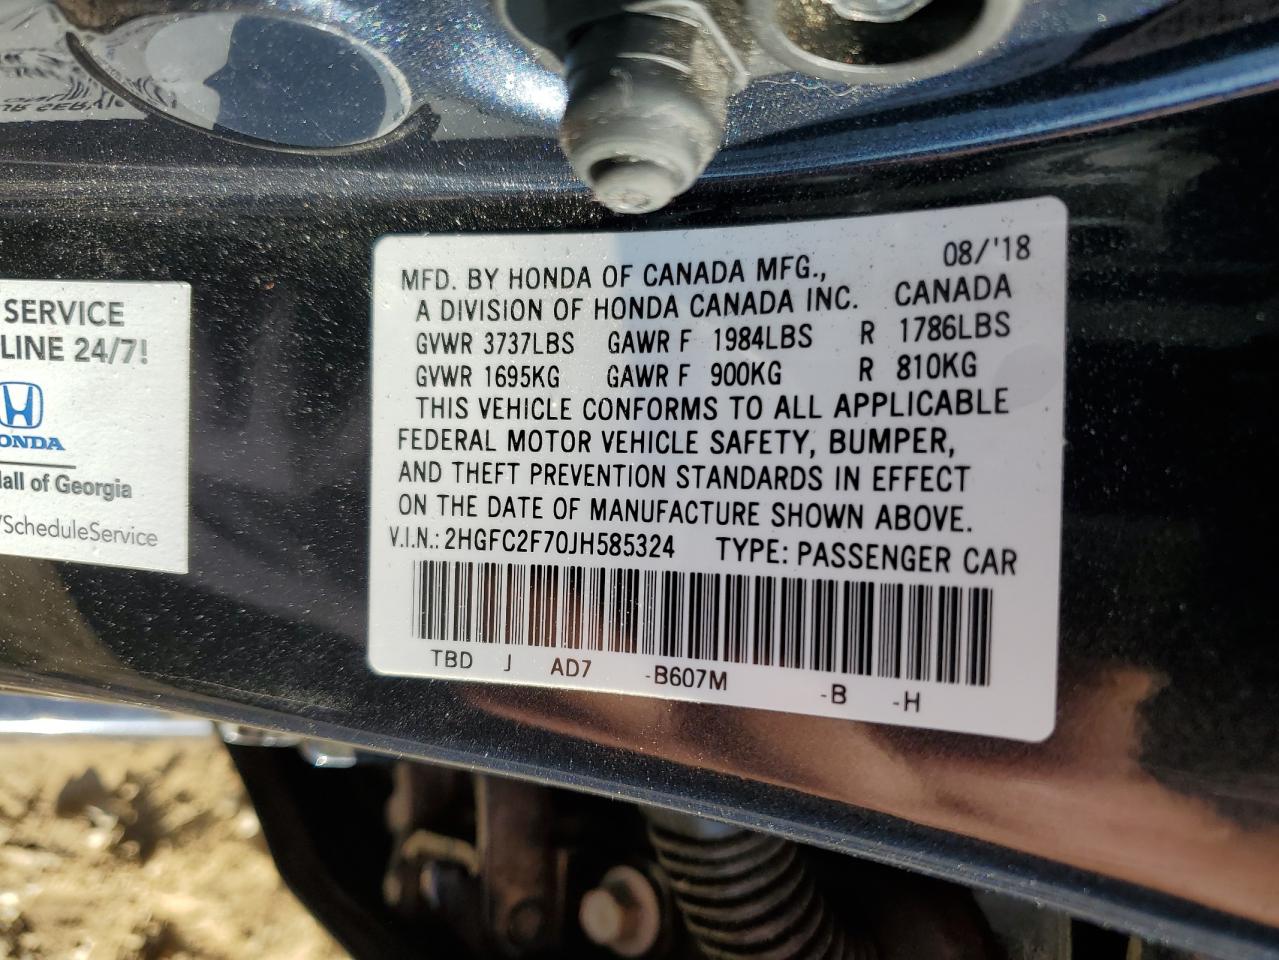 SERVICE
LINE 24/7!
HONDA
Mall of Georgia
/ScheduleService
08/'18
MFD. BY HONDA OF CANADA MFG.,
A DIVISION OF HONDA CANADA INC. CANADA
GVWR 3737LBS GAWR F 1984LBS R 1786LBS
GVWR 1695KG GAWR F 900KG R 810KG
THIS VEHICLE CONFORMS TO ALL APPLICABLE
FEDERAL MOTOR VEHICLE SAFETY, BUMPER,
AND THEFT PREVENTION STANDARDS IN EFFECT
ON THE DATE OF MANUFACTURE SHOWN ABOVE.
V.I.N.: 2HGFC2F70JH585324 TYPE: PASSENGER CAR
TBD J AD7 -B607M -B -H